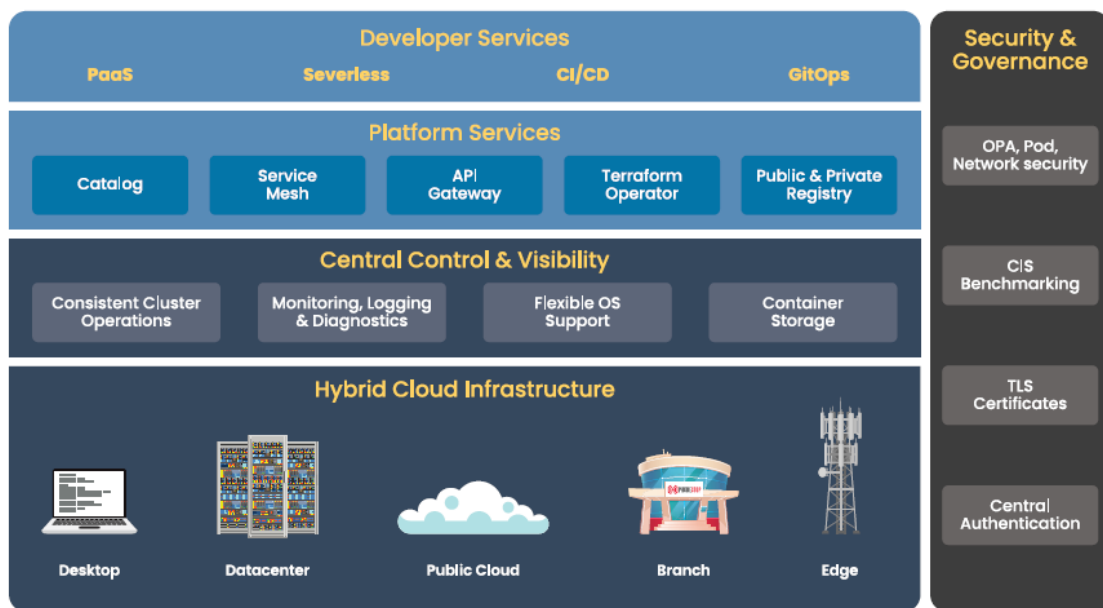 Developer Services
PaaS Severless CI/CD GitOps
Platform Services
Catalog
Service
Mesh
API
Gateway
Terraform
Operator
Public & Private
Registry
Central Control & Visibility
Consistent Cluster
Operations
Monitoring, Logging
& Diagnostics
Flexible OS
Support
Container
Storage
Hybrid Cloud Infrastructure
Desktop Datacenter Public Cloud Branch Edge
Security &
Governance
OPA, Pod,
Network security
CIS
Benchmarking
TLS
Certificates
Central
Authentication